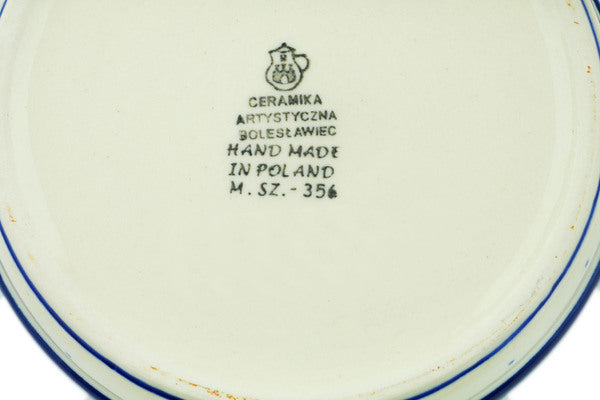 CERAMIKA
ARTYSTYCZNA
BOLESŁAWIEC
HAND MADE
IN POLAND
M. SZ. - 356